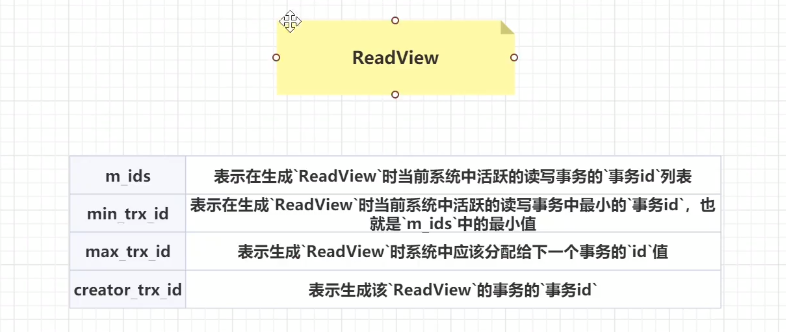 ReadView
m_ids
表示在生成`ReadView`时当前系统中活跃的读写事务的`事务id`列表
min_trx_id
表示在生成`ReadView`时当前系统中活跃的读写事务中最小的`事务id`，也
就是`m_ids`中的最小值
max_trx_id
表示生成`ReadView`时系统中应该分配给下一个事务的`id`值
creator_trx_id
表示生成该`ReadView`的事务的`事务id`